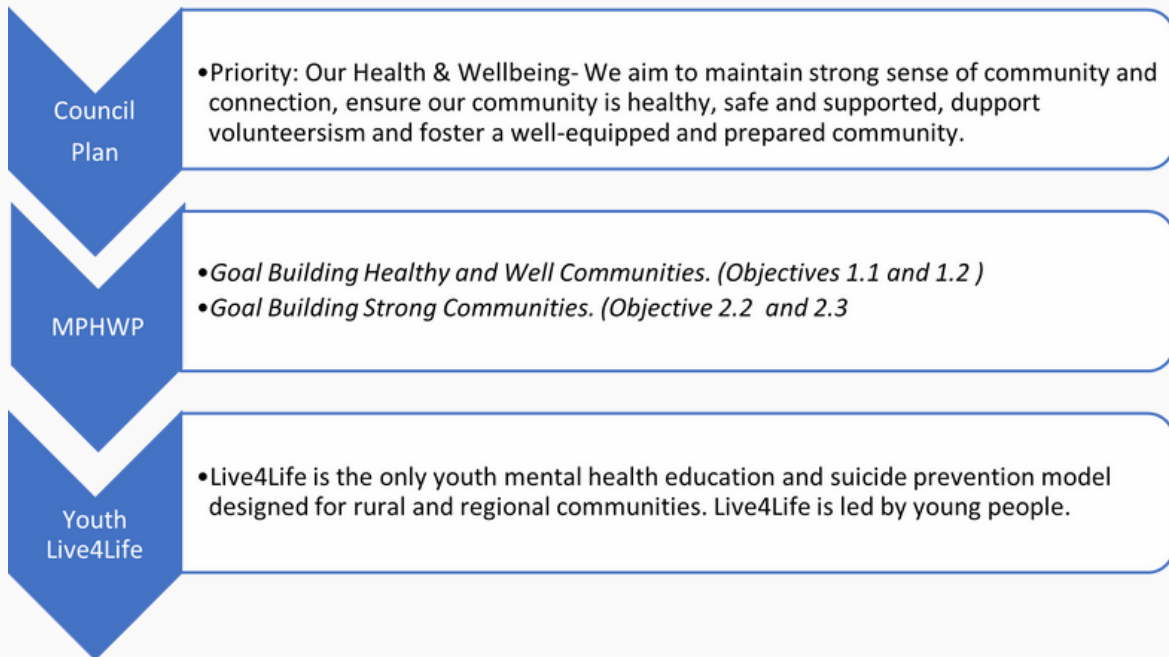 Council
Plan
•Priority: Our Health & Wellbeing- We aim to maintain strong sense of community and
connection, ensure our community is healthy, safe and supported, dupport
volunteersism and foster a well-equipped and prepared community.
MPHWP
•Goal Building Healthy and Well Communities. (Objectives 1.1 and 1.2 )
•Goal Building Strong Communities. (Objective 2.2  and 2.3
Youth
Live4Life
•Live4Life is the only youth mental health education and suicide prevention model
designed for rural and regional communities. Live4Life is led by young people.